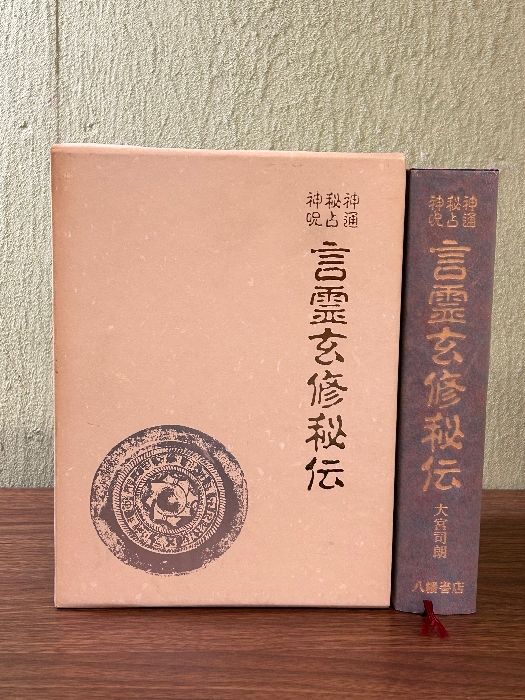 神通
秘占
神呪
言霊玄修秘伝
神通
秘占
神呪
言霊玄修秘伝
大宮司朗
八幡書店